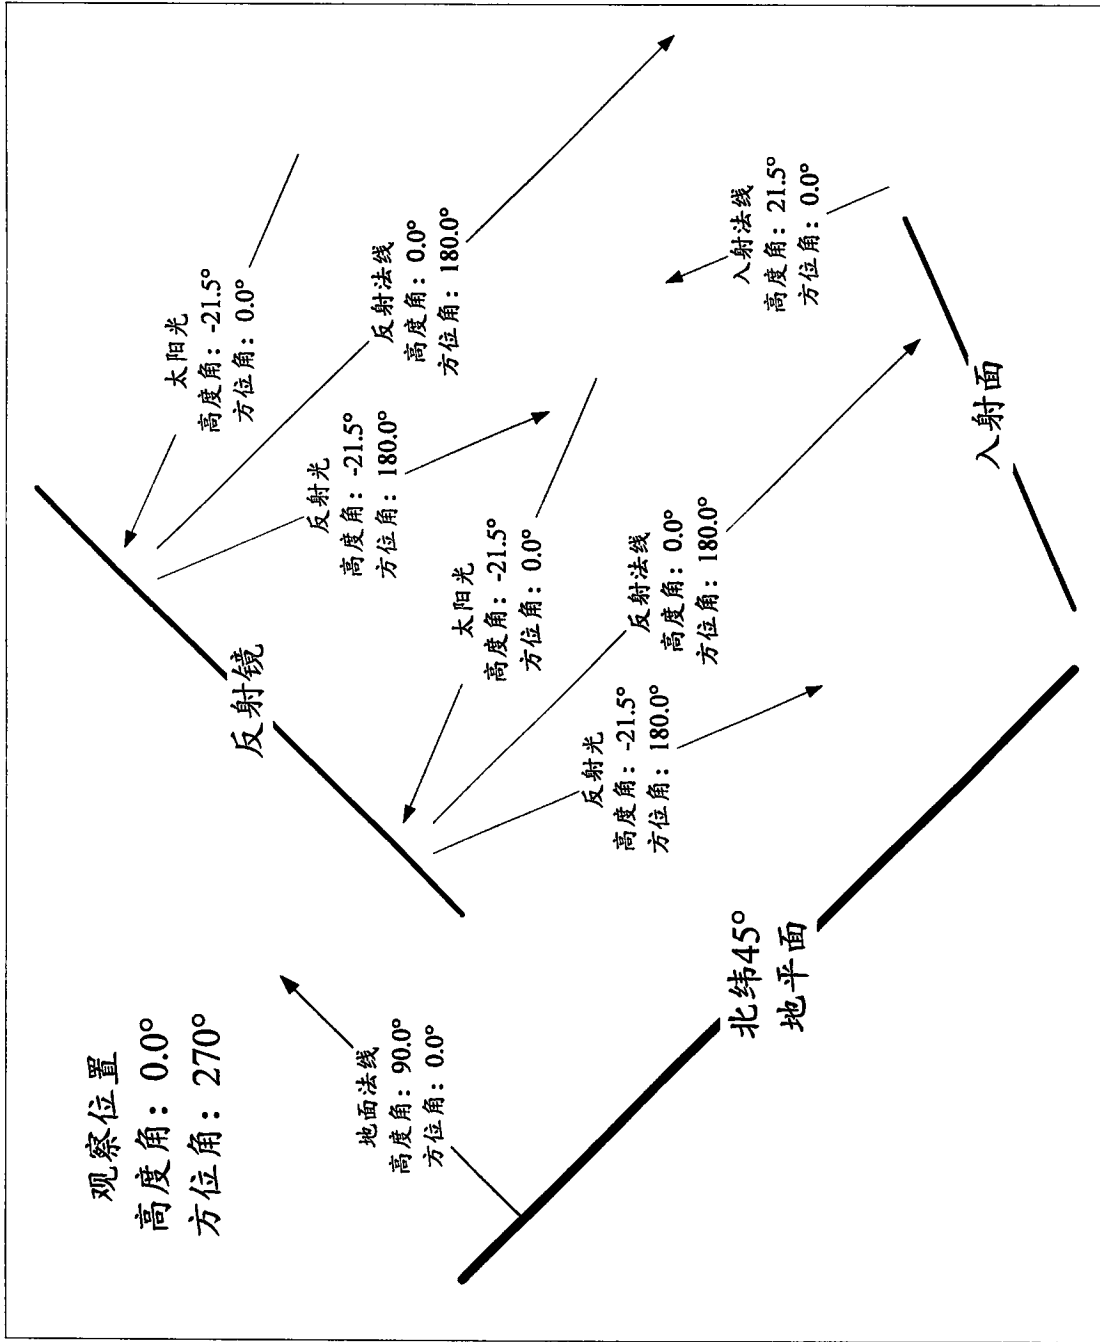 观察位置
高度角：0.0°
方位角：270°
地面法线
高度角：90.0°
方位角：0.0°
北纬45°
地平面
反射镜
反射光
高度角：-21.5°
方位角：180.0°
反射法线
高度角：0.0°
方位角：180.0°
太阳光
高度角：-21.5°
方位角：0.0°
反射光
高度角：-21.5°
方位角：180.0°
反射法线
高度角：0.0°
方位角：180.0°
太阳光
高度角：-21.5°
方位角：0.0°
入射面
入射法线
高度角：21.5°
方位角：0.0°